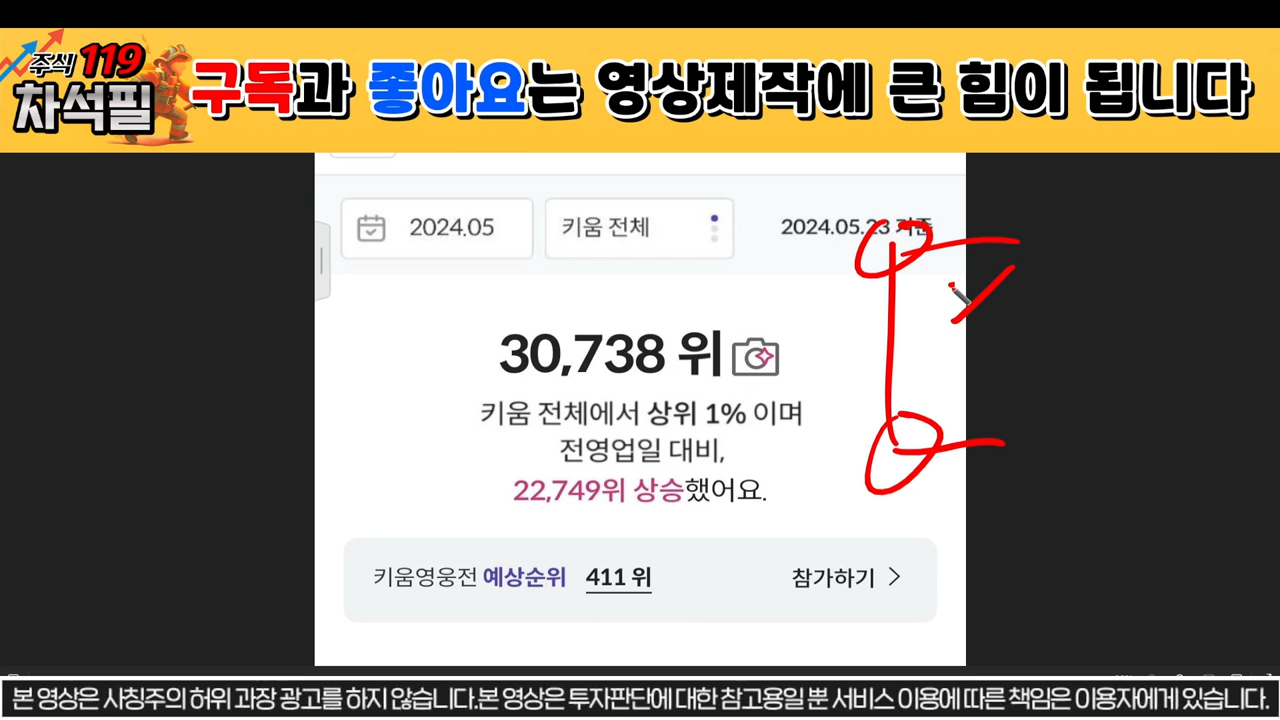 주식 119
차석필
구독과 좋아요는 영상제작에 큰 힘이 됩니다
2024.05
키움 전체
2024.05.23 기준
30,738 위
키움 전체에서 상위 1% 이며
전영업일 대비,
22,749위 상승했어요.
키움영웅전 예상순위 411 위
참가하기 >
본 영상은 사칭주의 허위 과장 광고를 하지 않습니다.본 영상은 투자판단에 대한 참고용일 뿐 서비스 이용에 따른 책임은 이용자에게 있습니다.